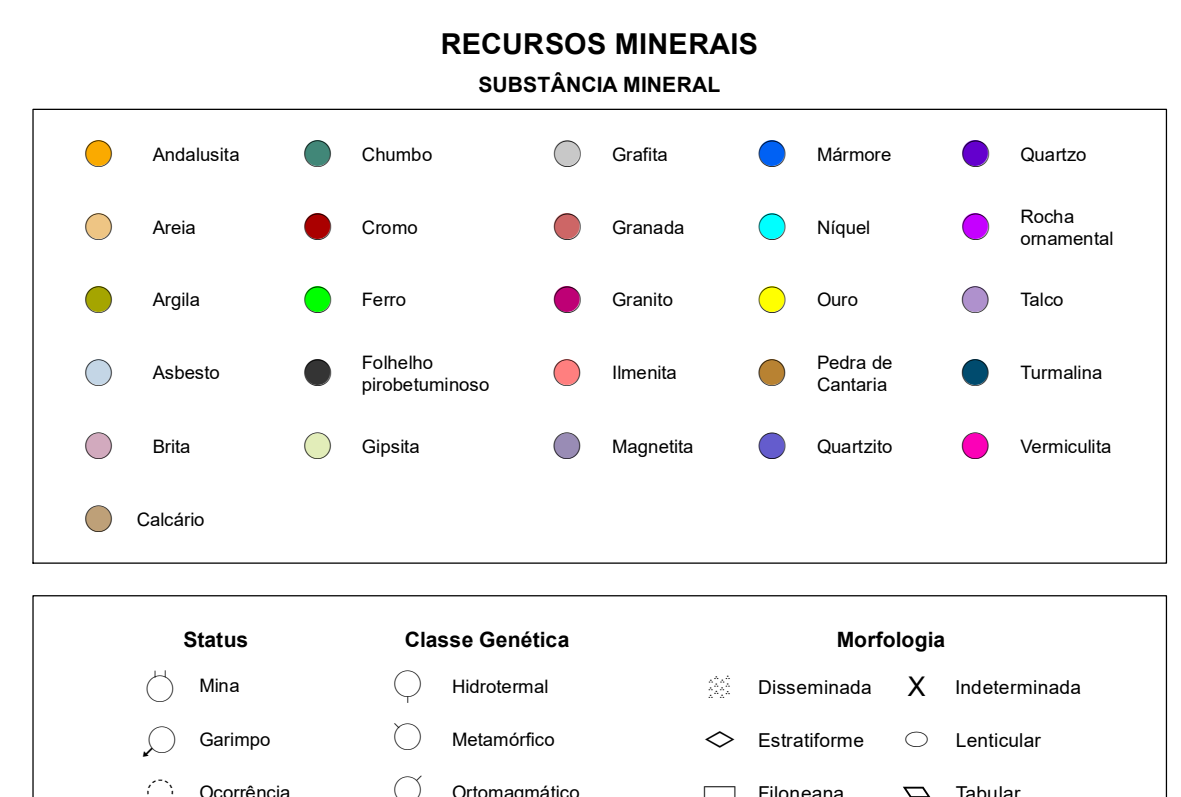 RECURSOS MINERAIS
SUBSTÂNCIA MINERAL
Andalusita
Chumbo
Grafita
Mármore
Quartzo
Areia
Cromo
Granada
Níquel
Rocha
ornamental
Argila
Ferro
Granito
Ouro
Talco
Asbesto
Folhelho
pirobetuminoso
Ilmenita
Pedra de
Cantaria
Turmalina
Brita
Gipsita
Magnetita
Quartzito
Vermiculita
Calcário
Status
Classe Genética
Morfologia
Mina
Hidrotermal
Disseminada
X
Indeterminada
Garimpo
Metamórfico
Estratiforme
Lenticular
Ocorrência
Ortomagmático
Filoneana
Tabular